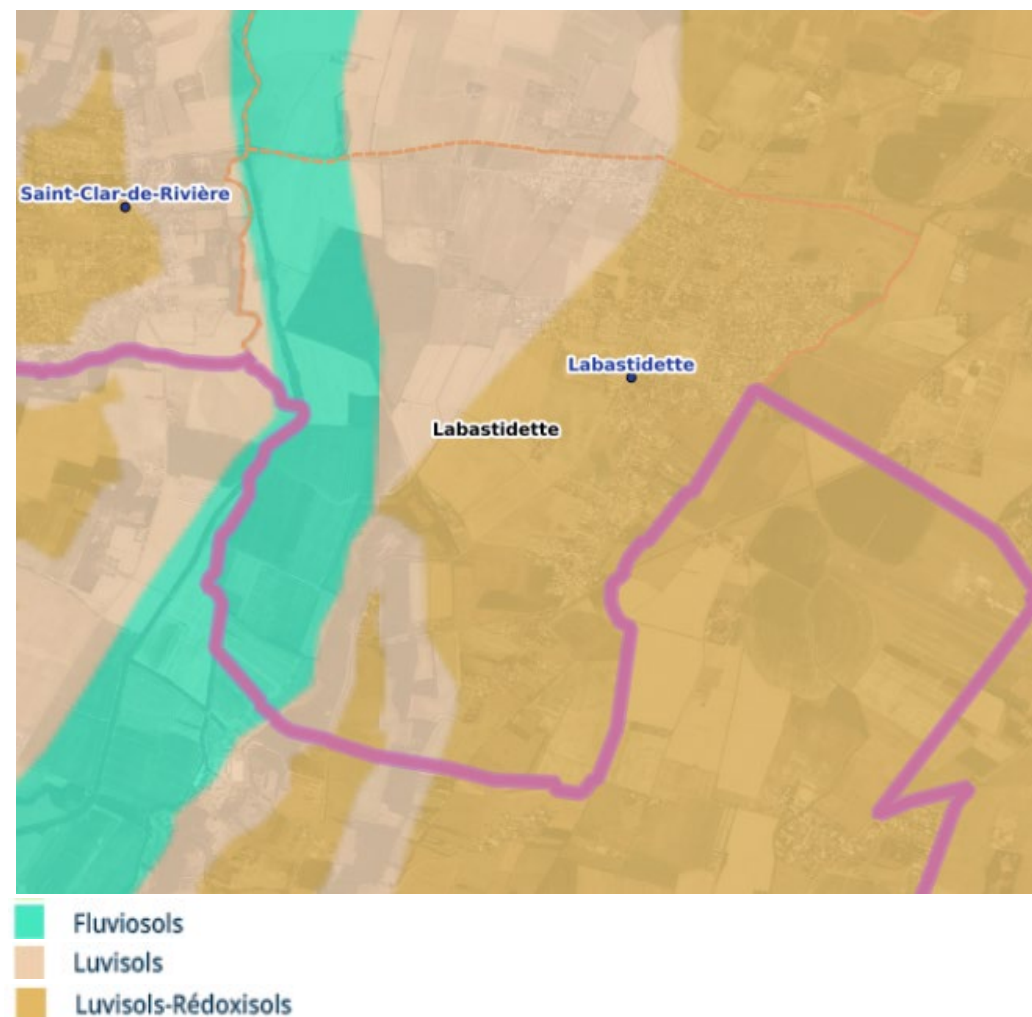 Saint-Clar-de-Rivière
Labastidette
Labastidette
Fluviosols
Luvisols
Luvisols-Rédoxisols